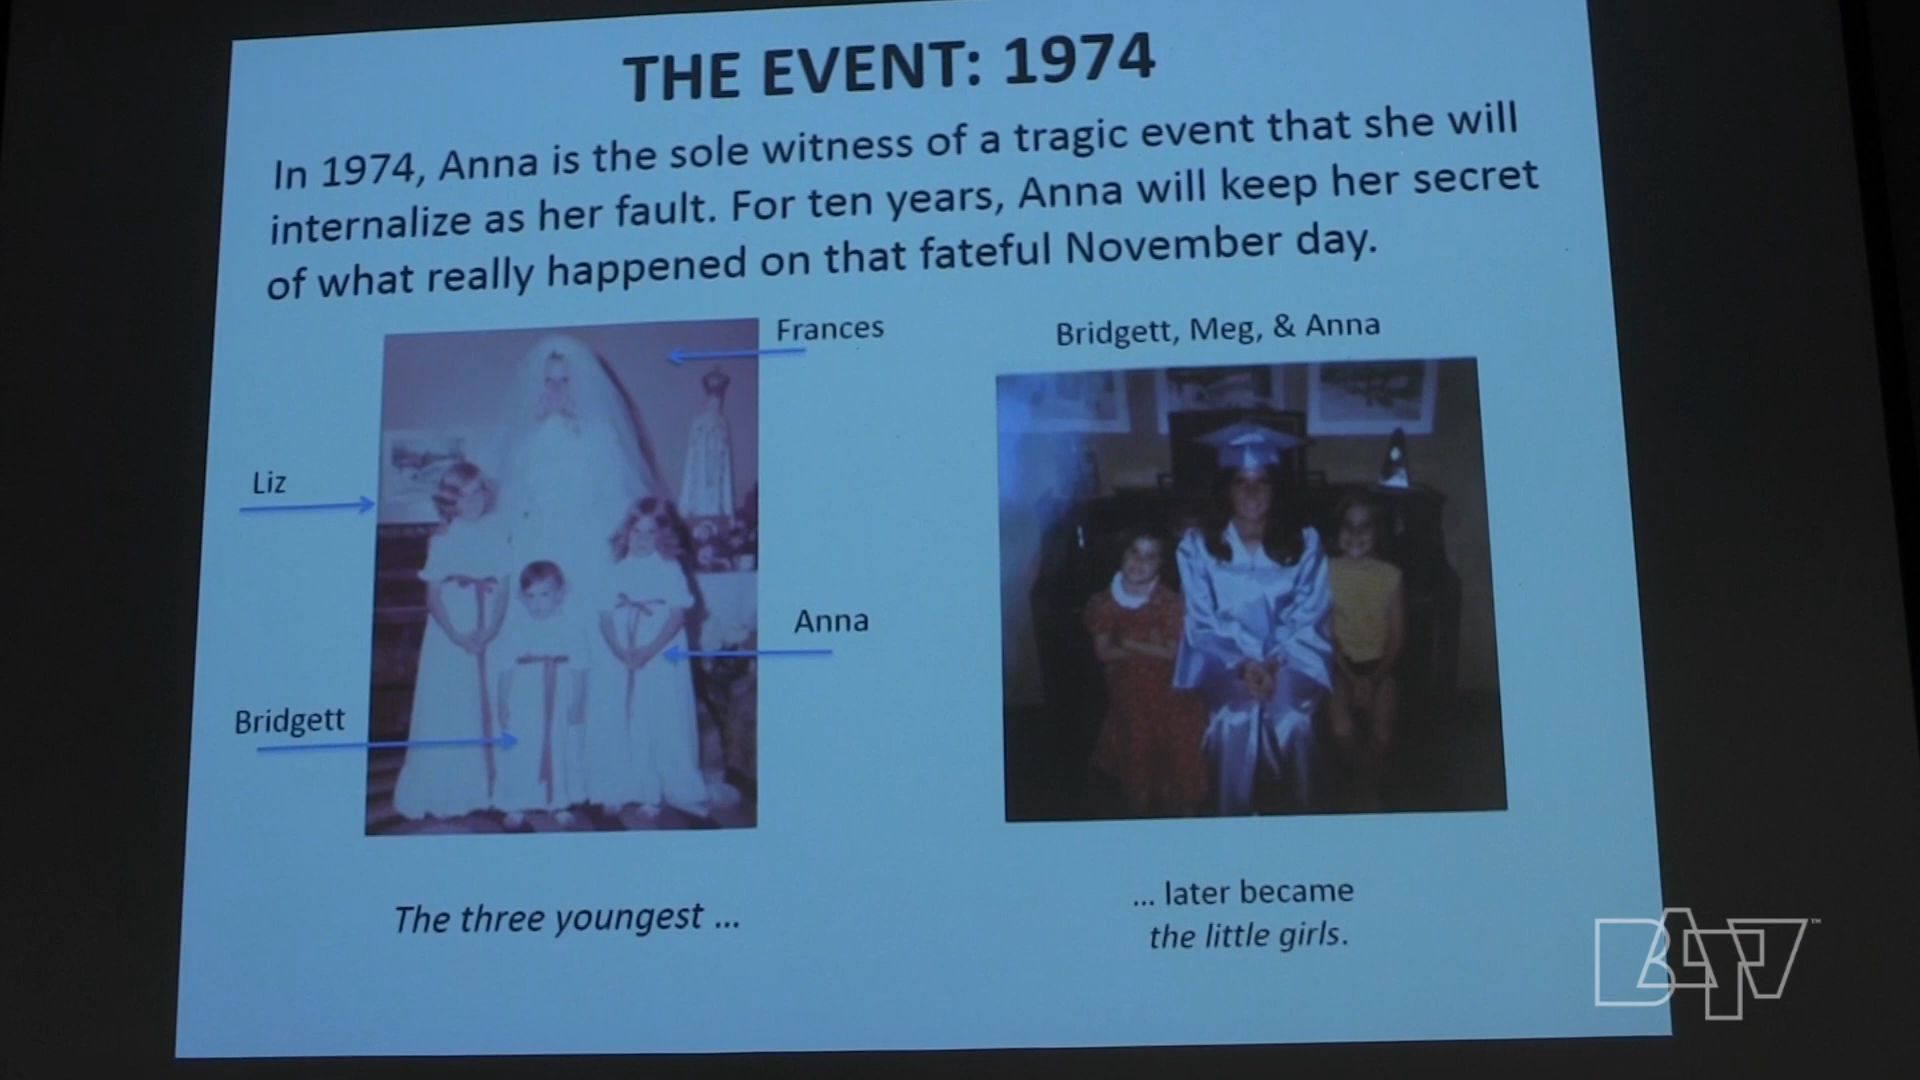 THE EVENT: 1974
In 1974, Anna is the sole witness of a tragic event that she will
internalize as her fault. For ten years, Anna will keep her secret
of what really happened on that fateful November day.
Frances
Liz
Anna
Bridgett
The three youngest ...
Bridgett, Meg, & Anna
... later became
the little girls.
BATV™